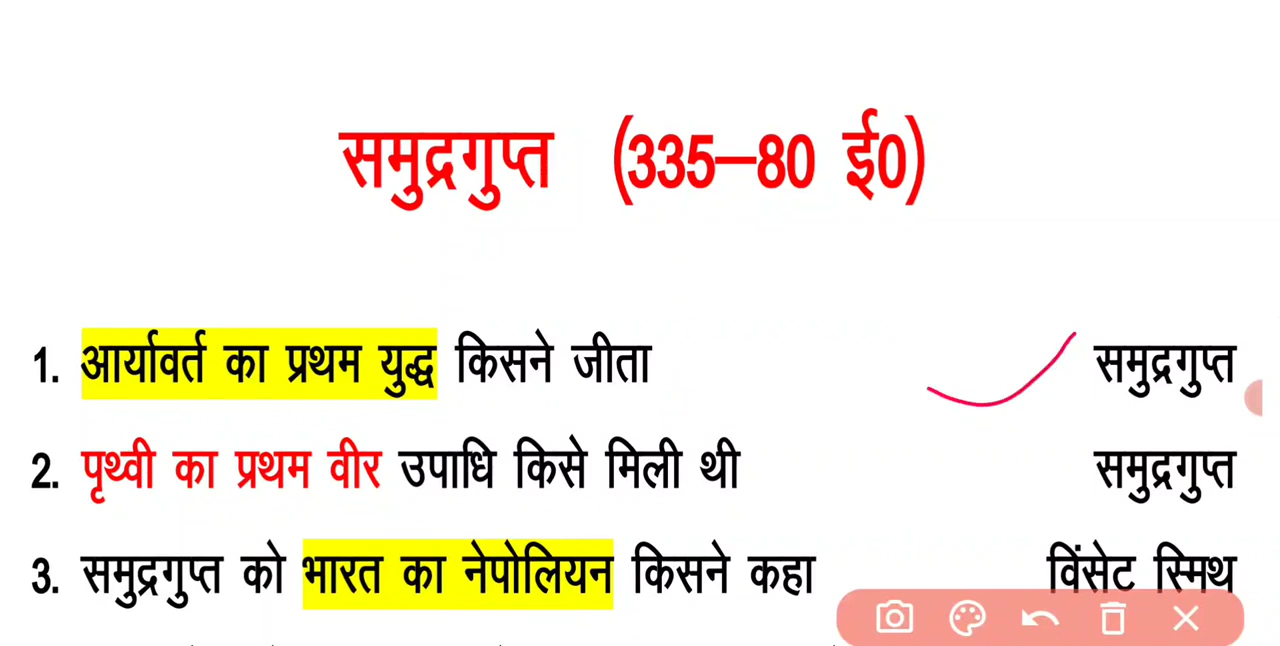 समुद्रगुप्त (335–80 ई0)
1. आर्यावर्त का प्रथम युद्ध किसने जीता समुद्रगुप्त
2. पृथ्वी का प्रथम वीर उपाधि किसे मिली थी समुद्रगुप्त
3. समुद्रगुप्त को भारत का नेपोलियन किसने कहा विंसेट स्मिथ